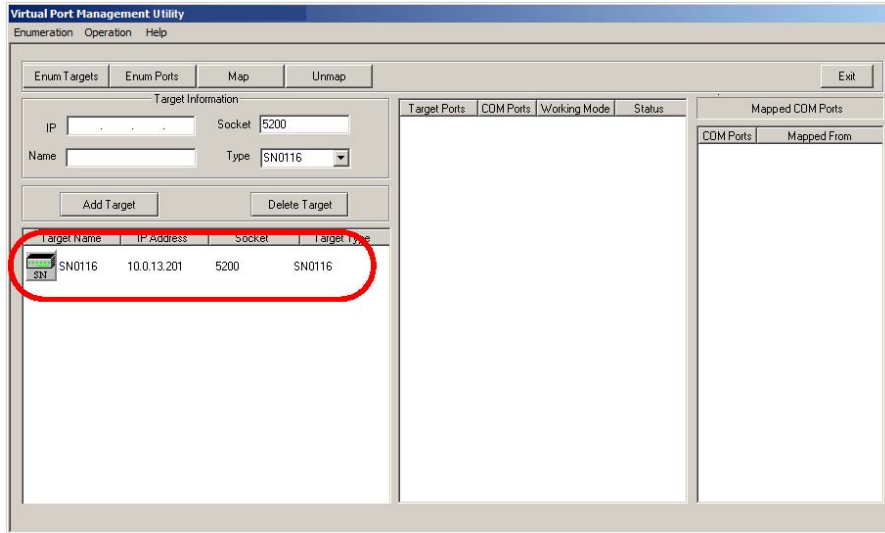 Virtual Port Management Utility
Enumeration Operation Help
Enum Targets Enum Ports Map Unmap Exit
Target Information
IP . . . Socket 5200
Name Type SN0116
Add Target Delete Target
Target Name IP Address Socket Target Type
SN SN0116 10.0.13.201 5200 SN0116
Target Ports COM Ports Working Mode Status
Mapped COM Ports
COM Ports Mapped From